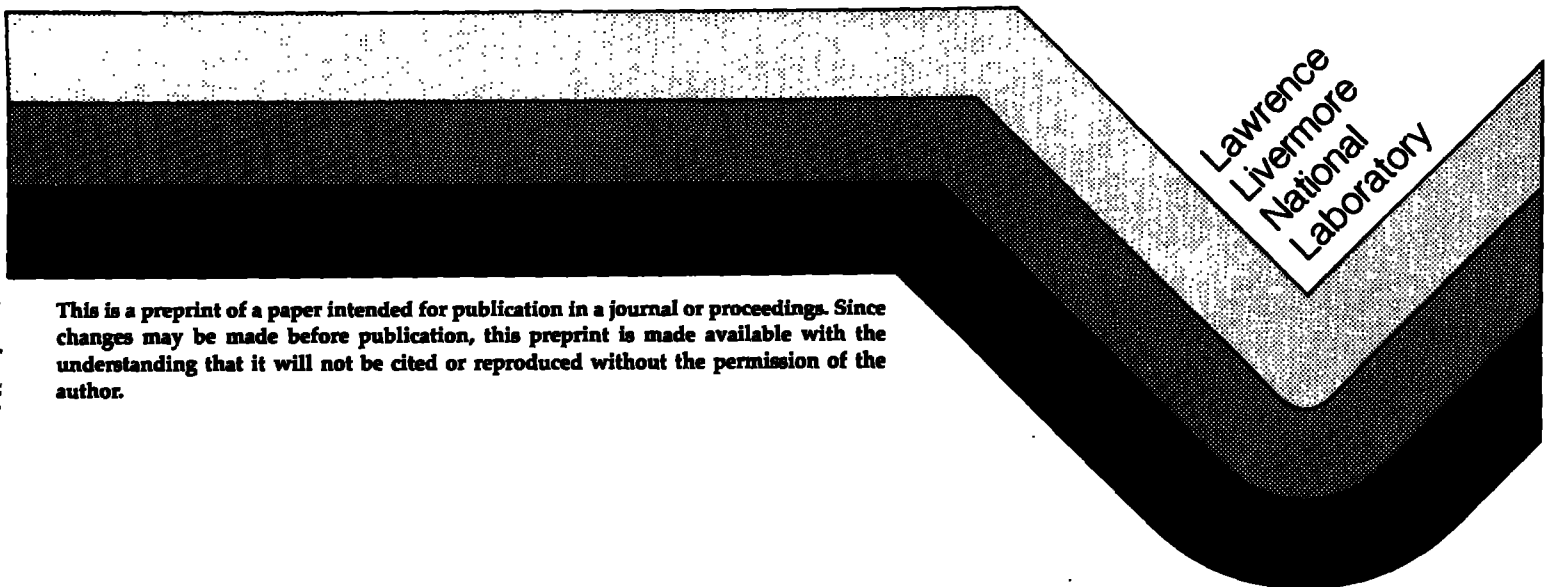 Lawrence
Livermore
National
Laboratory
This is a preprint of a paper intended for publication in a journal or proceedings. Since
changes may be made before publication, this preprint is made available with the
understanding that it will not be cited or reproduced without the permission of the
author.